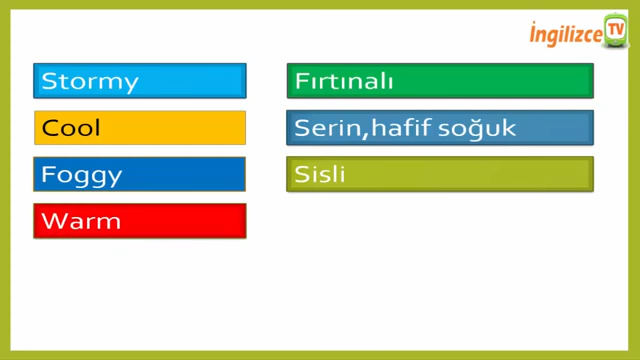 İngilizce TV
Stormy Fırtınalı
Cool Serin,hafif soğuk
Foggy Sisli
Warm